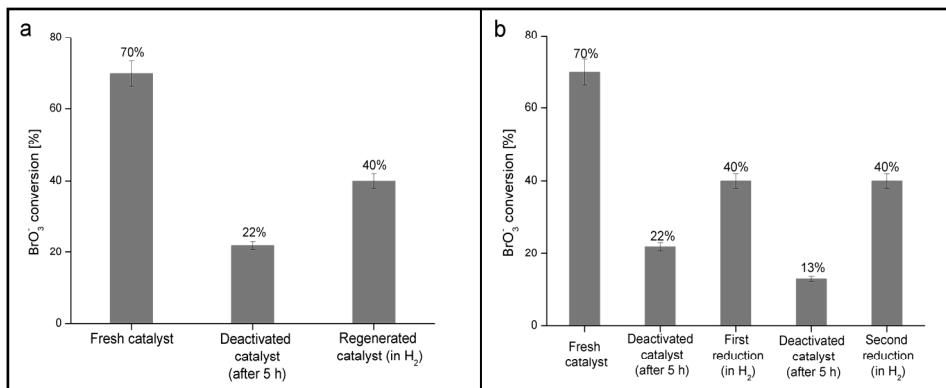 a
80
60
40
20
0
BrO₃⁻ conversion [%]
70%
22%
40%
Fresh catalyst
Deactivated
catalyst
(after 5 h)
Regenerated
catalyst (in H₂)
b
80
60
40
20
0
BrO₃⁻ conversion [%]
70%
22%
40%
13%
40%
Fresh
catalyst
Deactivated
catalyst
(after 5 h)
First
reduction
(in H₂)
Deactivated
catalyst
(after 5 h)
Second
reduction
(in H₂)